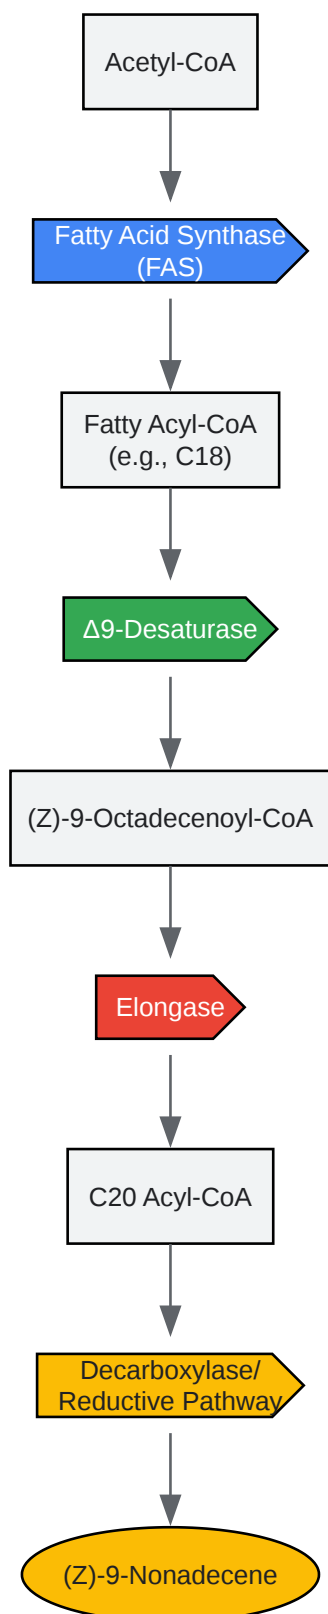 Acetyl-CoA
Fatty Acid Synthase
(FAS)
Fatty Acyl-CoA
(e.g., C18)
Δ9-Desaturase
(Z)-9-Octadecenoyl-CoA
Elongase
C20 Acyl-CoA
Decarboxylase/
Reductive Pathway
(Z)-9-Nonadecene